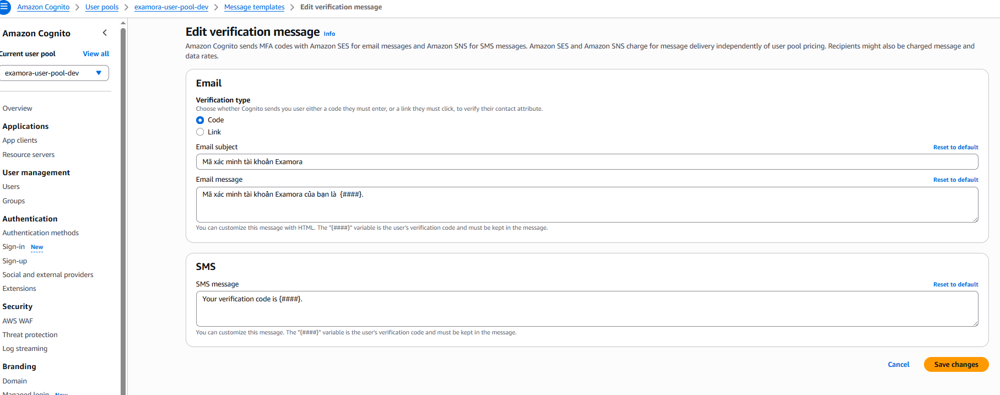 Amazon Cognito > User pools > examora-user-pool-dev > Message templates > Edit verification message
Amazon Cognito
Current user pool View all
examora-user-pool-dev
Overview
Applications
App clients
Resource servers
User management
Users
Groups
Authentication
Authentication methods
Sign-in New
Sign-up
Social and external providers
Extensions
Security
AWS WAF
Threat protection
Log streaming
Branding
Domain
Managed login New
Edit verification message Info
Amazon Cognito sends MFA codes with Amazon SES for email messages and Amazon SNS for SMS messages. Amazon SES and Amazon SNS charge for message delivery independently of user pool pricing. Recipients might also be charged message and
data rates.
Email
Verification type
Choose whether Cognito sends you user either a code they must enter, or a link they must click, to verify their contact attribute.
Code
Link
Email subject Reset to default
Mã xác minh tài khoản Examora
Email message Reset to default
Mã xác minh tài khoản Examora của bạn là  {####}.
You can customize this message with HTML. The "{####}" variable is the user's verification code and must be kept in the message.
SMS
SMS message Reset to default
Your verification code is {####}.
You can customize this message. The "{####}" variable is the user's verification code and must be kept in the message.
Cancel Save changes